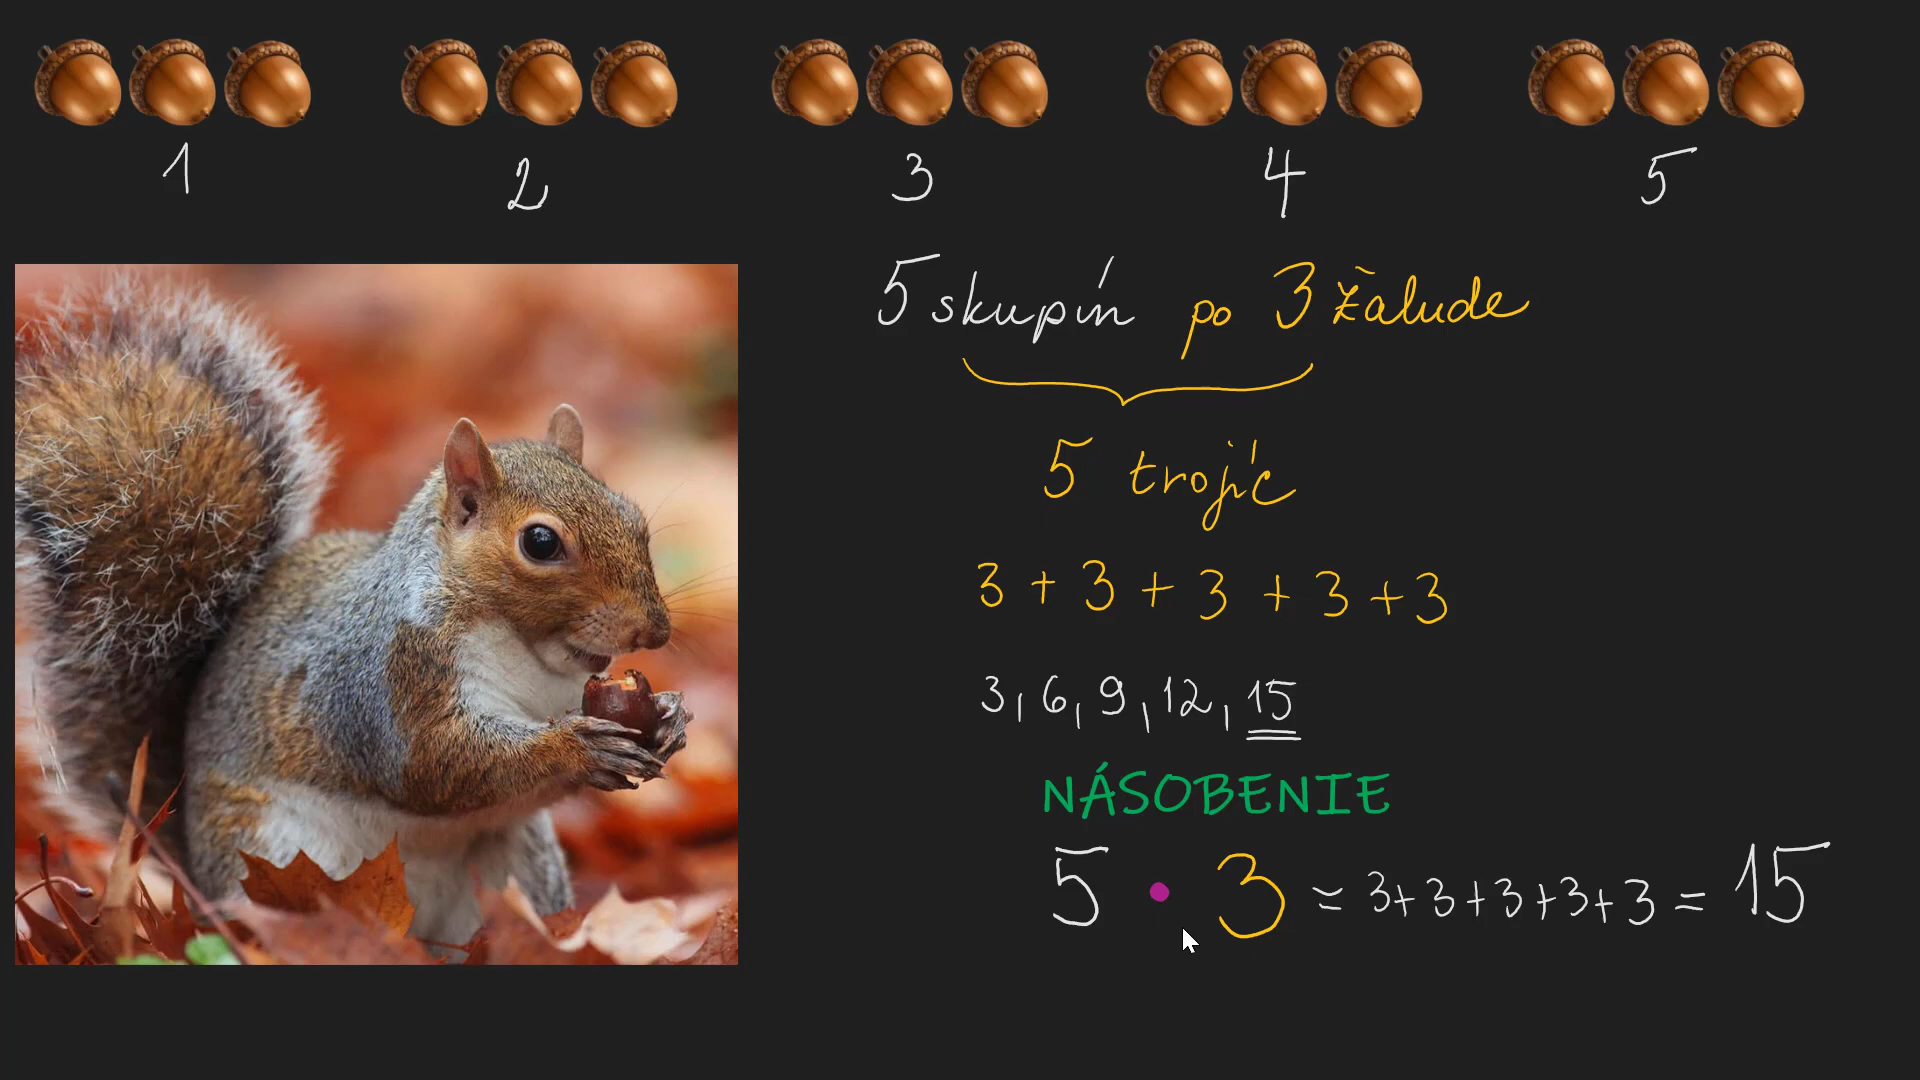 1 2 3 4 5
5 skupín po 3 žalude
5 trojíc
3 + 3 + 3 + 3 + 3
3, 6, 9, 12, 15
NÁSOBENIE
5 • 3 = 3+3+3+3+3 = 15